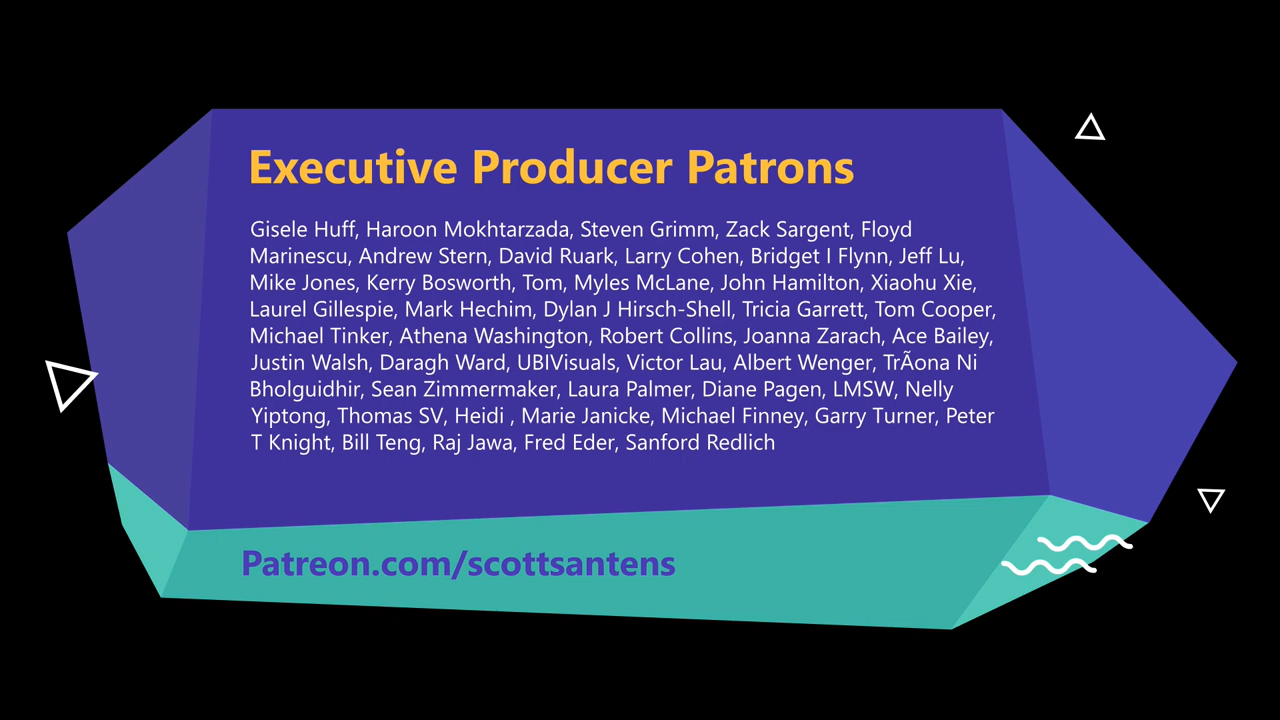 Executive Producer Patrons
Gisele Huff, Haroon Mokhtarzada, Steven Grimm, Zack Sargent, Floyd
Marinescu, Andrew Stern, David Ruark, Larry Cohen, Bridget I Flynn, Jeff Lu,
Mike Jones, Kerry Bosworth, Tom, Myles McLane, John Hamilton, Xiaohu Xie,
Laurel Gillespie, Mark Hechim, Dylan J Hirsch-Shell, Tricia Garrett, Tom Cooper,
Michael Tinker, Athena Washington, Robert Collins, Joanna Zarach, Ace Bailey,
Justin Walsh, Daragh Ward, UBIVisuals, Victor Lau, Albert Wenger, TrÃona Ni
Bholguidhir, Sean Zimmermaker, Laura Palmer, Diane Pagen, LMSW, Nelly
Yiptong, Thomas SV, Heidi , Marie Janicke, Michael Finney, Garry Turner, Peter
T Knight, Bill Teng, Raj Jawa, Fred Eder, Sanford Redlich
Patreon.com/scottsantens